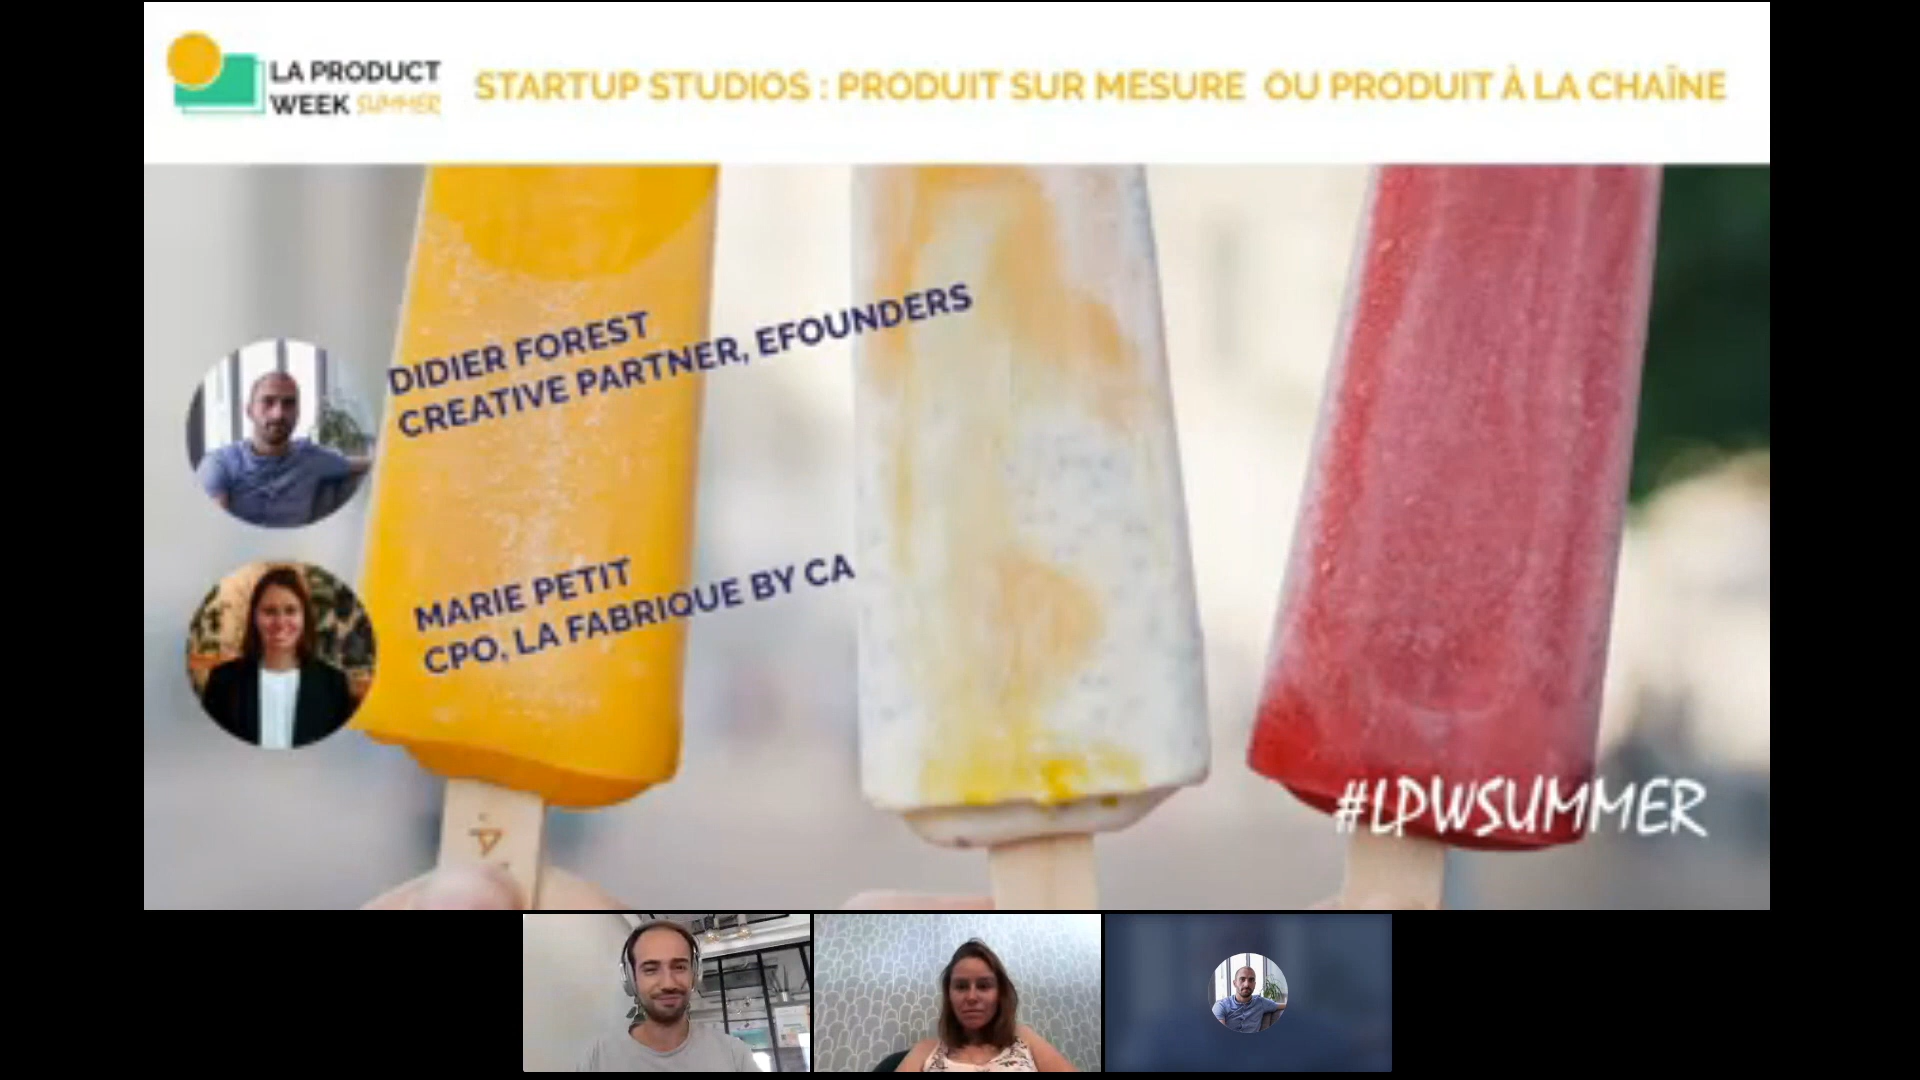 LA PRODUCT
WEEK SUMMER
STARTUP STUDIOS : PRODUIT SUR MESURE OU PRODUIT À LA CHAÎNE
DIDIER FOREST
CREATIVE PARTNER, EFOUNDERS
MARIE PETIT
CPO, LA FABRIQUE BY CA
#LPWSUMMER